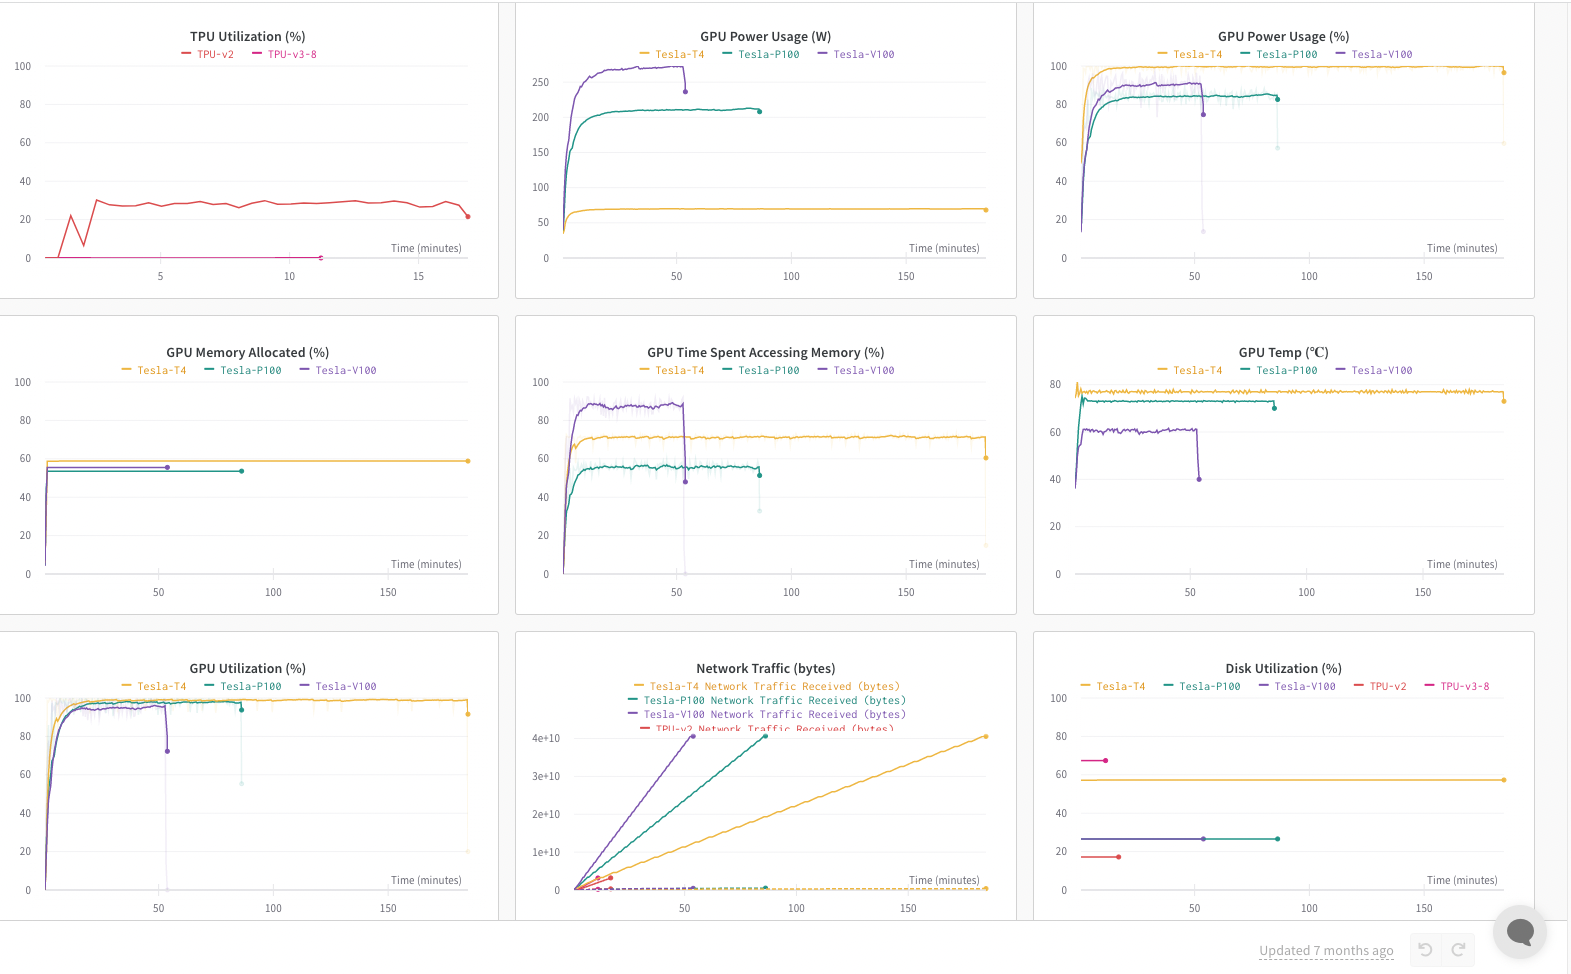 TPU Utilization (%)
TPU-v2 TPU-v3-8
100
80
60
40
20
0
Time (minutes)
5 10 15
GPU Power Usage (W)
Tesla-T4 Tesla-P100 Tesla-V100
250
200
150
100
50
0
Time (minutes)
50 100 150
GPU Power Usage (%)
Tesla-T4 Tesla-P100 Tesla-V100
100
80
60
40
20
0
Time (minutes)
50 100 150
GPU Memory Allocated (%)
Tesla-T4 Tesla-P100 Tesla-V100
100
80
60
40
20
0
Time (minutes)
50 100 150
GPU Time Spent Accessing Memory (%)
Tesla-T4 Tesla-P100 Tesla-V100
100
80
60
40
20
0
Time (minutes)
50 100 150
GPU Temp (℃)
Tesla-T4 Tesla-P100 Tesla-V100
80
60
40
20
0
Time (minutes)
50 100 150
GPU Utilization (%)
Tesla-T4 Tesla-P100 Tesla-V100
100
80
60
40
20
0
Time (minutes)
50 100 150
Network Traffic (bytes)
Tesla-T4 Network Traffic Received (bytes)
Tesla-P100 Network Traffic Received (bytes)
Tesla-V100 Network Traffic Received (bytes)
TPU-v2 Network Traffic Received (bytes)
4e+10
3e+10
2e+10
1e+10
0
Time (minutes)
50 100 150
Disk Utilization (%)
Tesla-T4 Tesla-P100 Tesla-V100 TPU-v2 TPU-v3-8
100
80
60
40
20
0
Time (minutes)
50 100 150
Updated 7 months ago